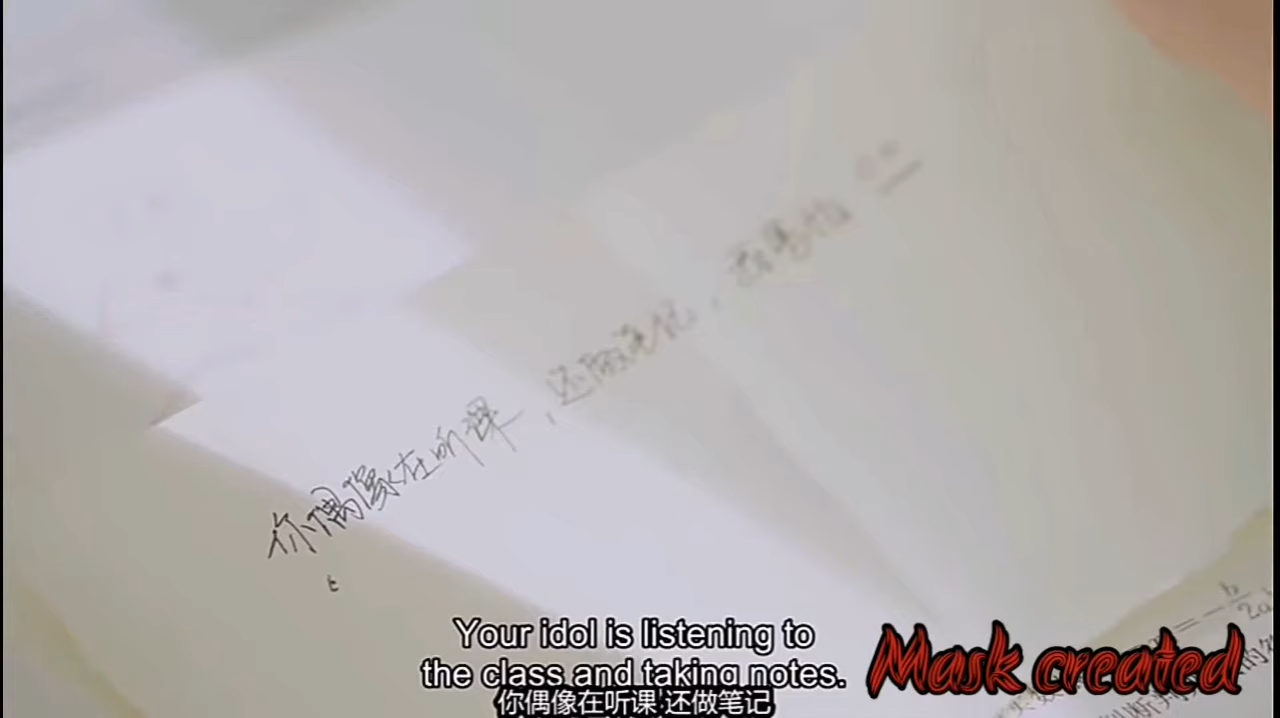 你偶像在听课，还做笔记，
Your idol is listening to
the class and taking notes.
你偶像在听课 还做笔记
Mask created